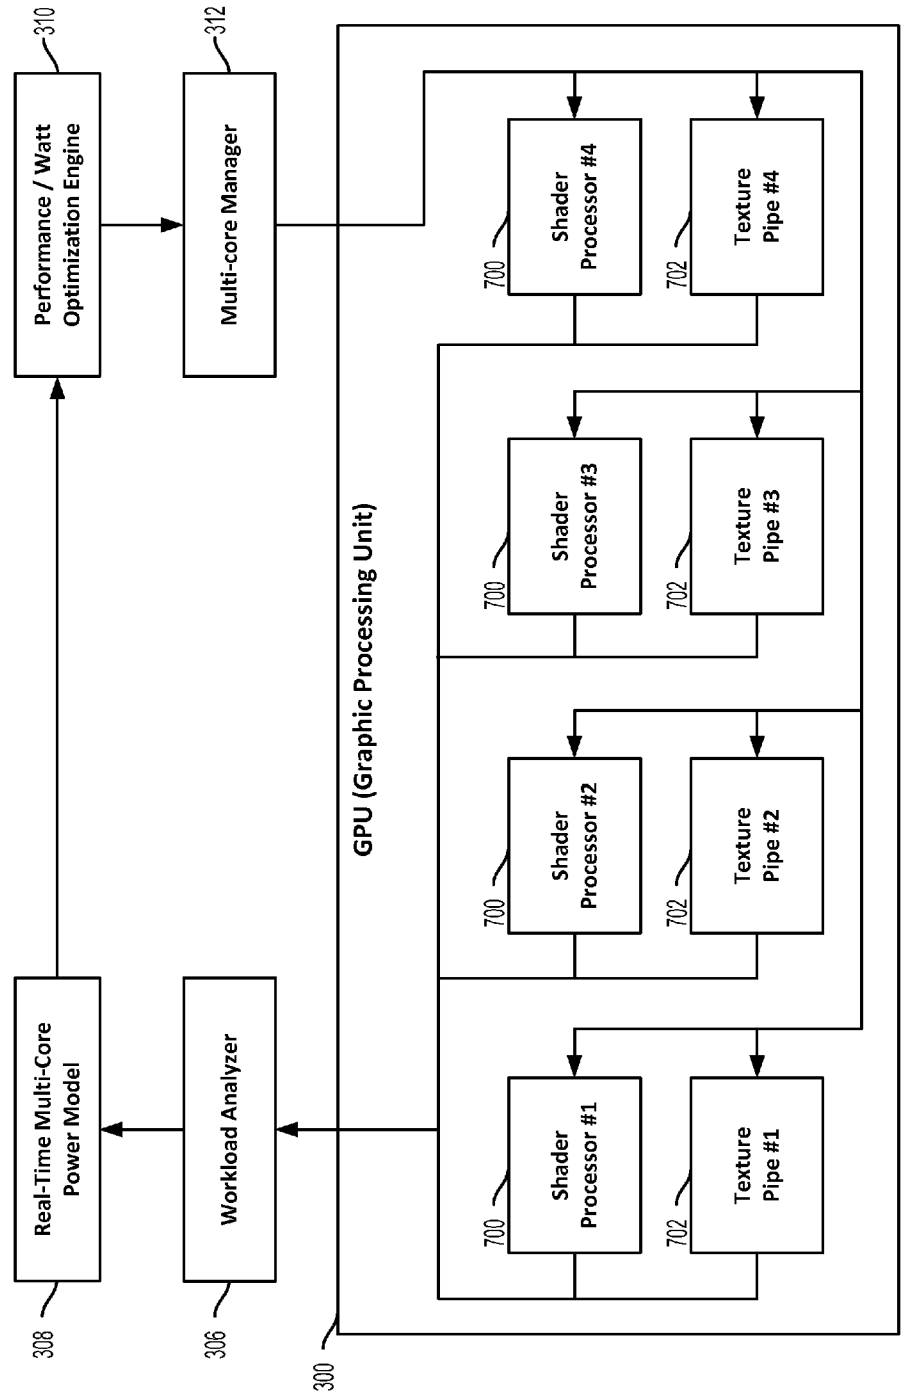 308
Real-Time Multi-Core
Power Model
310
Performance / Watt
Optimization Engine
306
Workload Analyzer
312
Multi-core Manager
300
GPU (Graphic Processing Unit)
700
Shader
Processor #1
700
Shader
Processor #2
700
Shader
Processor #3
700
Shader
Processor #4
702
Texture
Pipe #1
702
Texture
Pipe #2
702
Texture
Pipe #3
702
Texture
Pipe #4